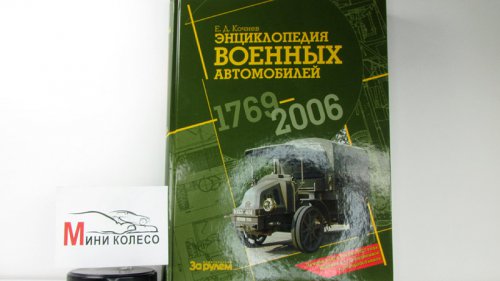 Е. Д. Кочнев
ЭНЦИКЛОПЕДИЯ
ВОЕННЫХ
АВТОМОБИЛЕЙ
1769–
2006
За рулем
Мини колесо